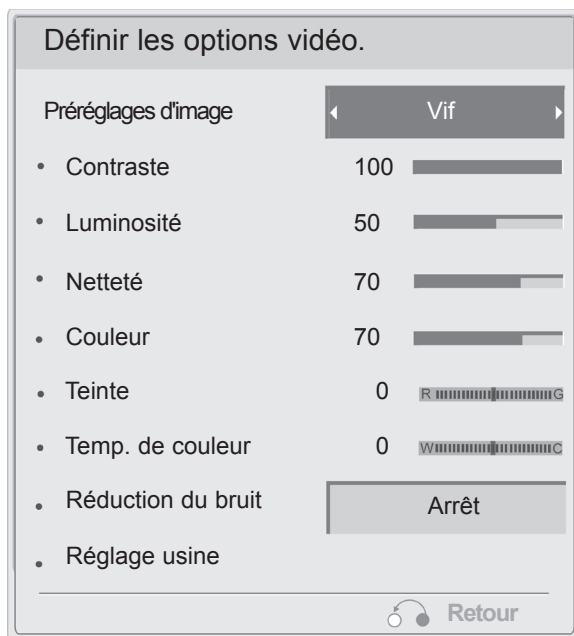 Définir les options vidéo.
Préréglages d'image Vif
• Contraste 100
• Luminosité 50
• Netteté 70
• Couleur 70
• Teinte 0 R G
• Temp. de couleur 0 W C
• Réduction du bruit Arrêt
• Réglage usine
Retour